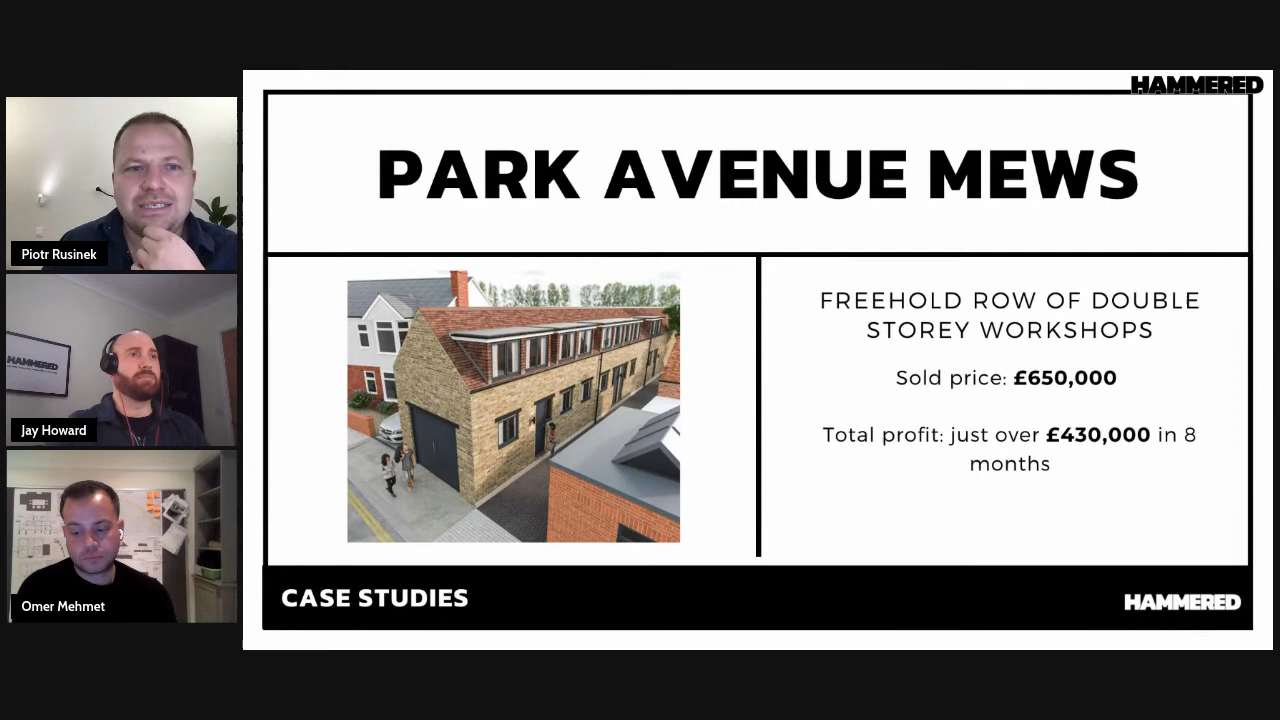 HAMMERED
PARK AVENUE MEWS
FREEHOLD ROW OF DOUBLE
STOREY WORKSHOPS
Sold price: £650,000
Total profit: just over £430,000 in 8
months
CASE STUDIES
HAMMERED
Piotr Rusinek
HAMMERED
Jay Howard
Omer Mehmet